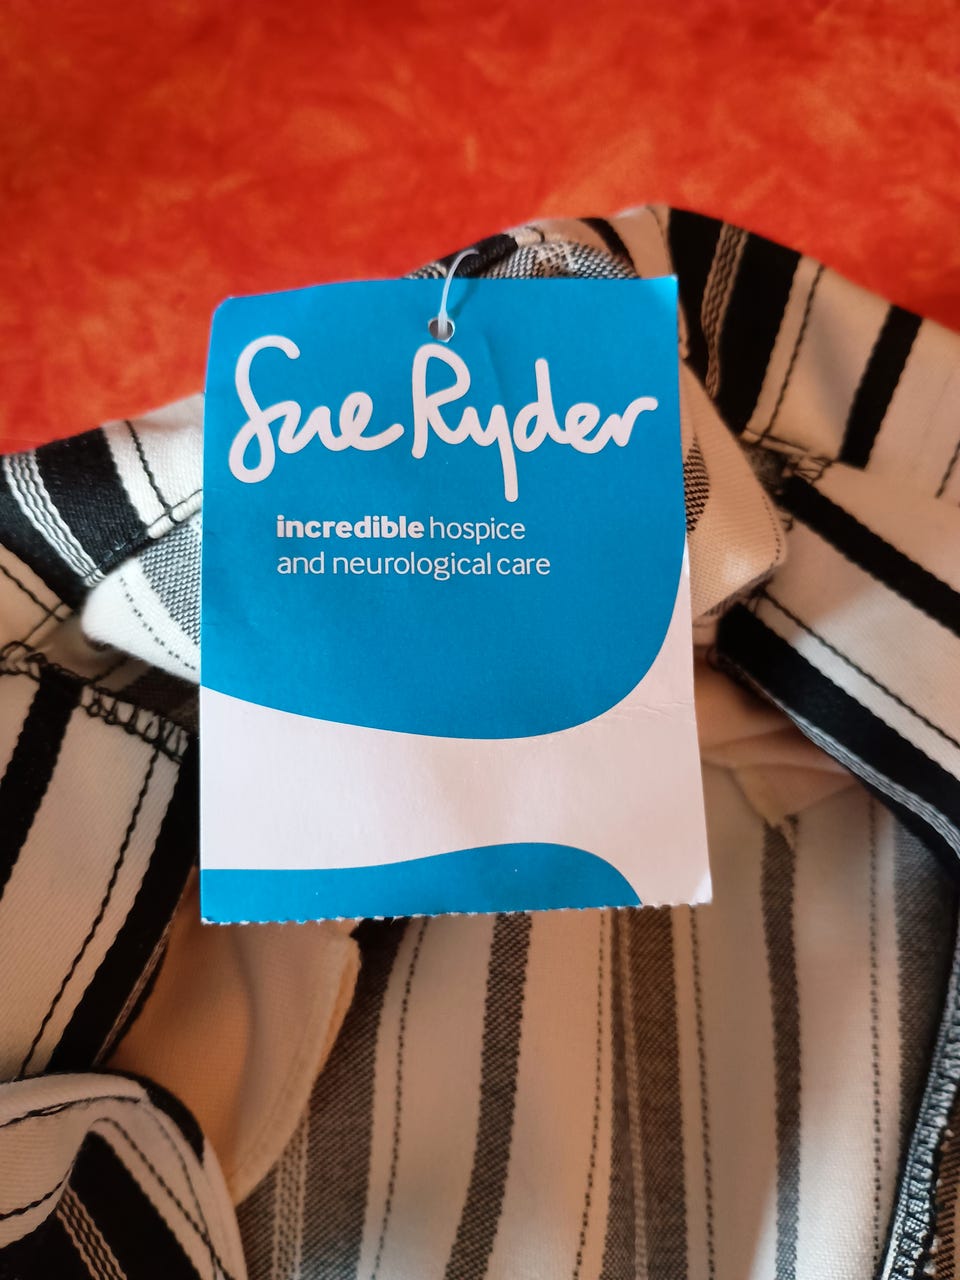 Sue Ryder
incredible hospice
and neurological care